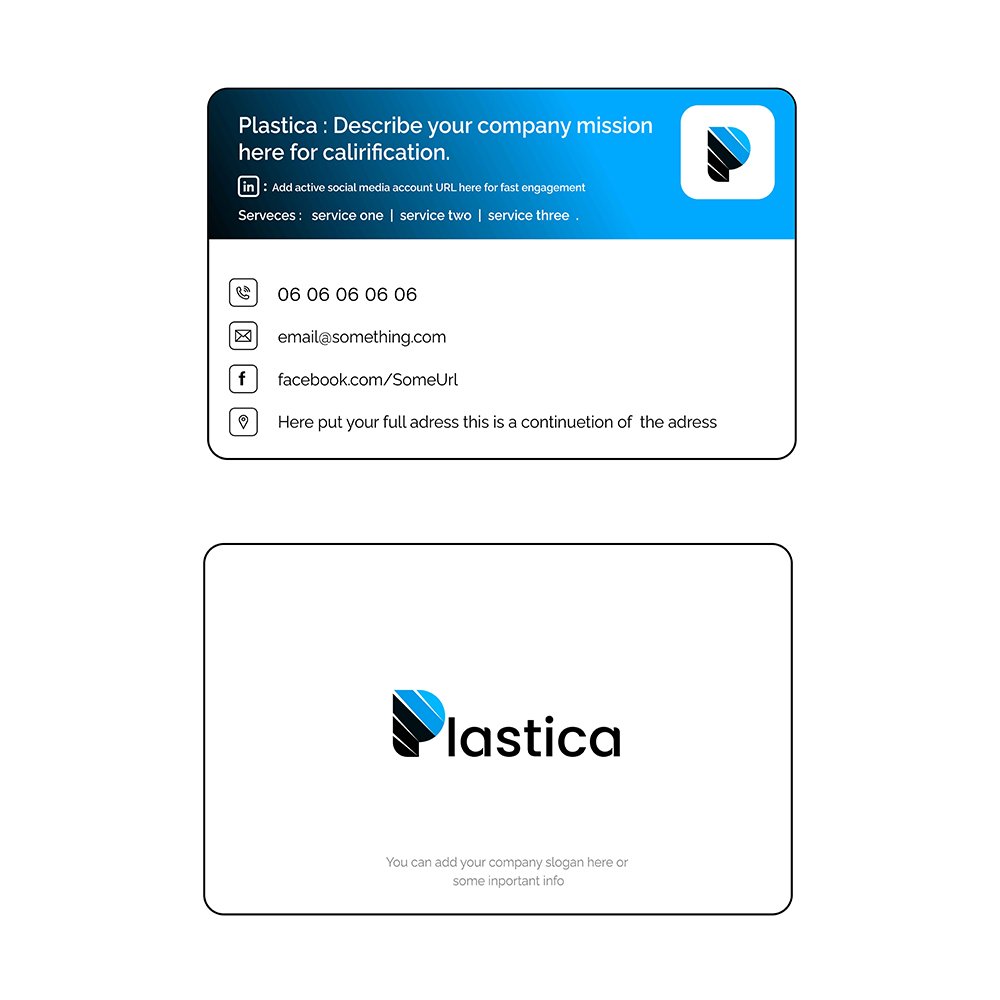 Plastica : Describe your company mission
here for calirification.
in : Add active social media account URL here for fast engagement
Serveces : service one | service two | service three .
06 06 06 06 06
email@something.com
f facebook.com/SomeUrl
Here put your full adress this is a continuetion of the adress
Plastica
You can add your company slogan here or
some inportant info